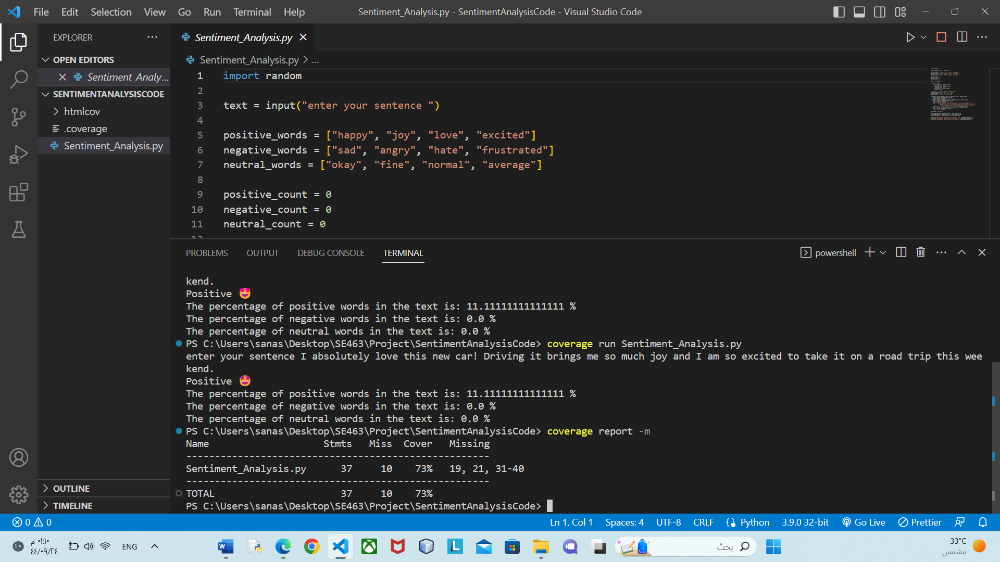 File Edit Selection View Go Run Terminal Help
Sentiment_Analysis.py - SentimentAnalysisCode - Visual Studio Code
EXPLORER
OPEN EDITORS
Sentiment_Analy...
SENTIMENTANALYSISCODE
htmlcov
.coverage
Sentiment_Analysis.py
OUTLINE
TIMELINE
Sentiment_Analysis.py
Sentiment_Analysis.py > ...
1 import random
2
3 text = input("enter your sentence ")
4
5 positive_words = ["happy", "joy", "love", "excited"]
6 negative_words = ["sad", "angry", "hate", "frustrated"]
7 neutral_words = ["okay", "fine", "normal", "average"]
8
9 positive_count = 0
10 negative_count = 0
11 neutral_count = 0
PROBLEMS OUTPUT DEBUG CONSOLE TERMINAL
powershell
kend.
Positive 🤩
The percentage of positive words in the text is: 11.11111111111111 %
The percentage of negative words in the text is: 0.0 %
The percentage of neutral words in the text is: 0.0 %
PS C:\Users\sanas\Desktop\SE463\Project\SentimentAnalysisCode> coverage run Sentiment_Analysis.py
enter your sentence I absolutely love this new car! Driving it brings me so much joy and I am so excited to take it on a road trip this wee
kend.
Positive 🤩
The percentage of positive words in the text is: 11.11111111111111 %
The percentage of negative words in the text is: 0.0 %
The percentage of neutral words in the text is: 0.0 %
PS C:\Users\sanas\Desktop\SE463\Project\SentimentAnalysisCode> coverage report -m
Name Stmts Miss Cover Missing
-----------------------------------------------------
Sentiment_Analysis.py 37 10 73% 19, 21, 31-40
-----------------------------------------------------
TOTAL 37 10 73%
PS C:\Users\sanas\Desktop\SE463\Project\SentimentAnalysisCode>
0 0
Ln 1, Col 1 Spaces: 4 UTF-8 CRLF Python 3.9.0 32-bit Go Live Prettier
٢٠
٠١:١٠ م
٤٤/٠٩/٢٤
ENG
بحث
33°C
مشمس